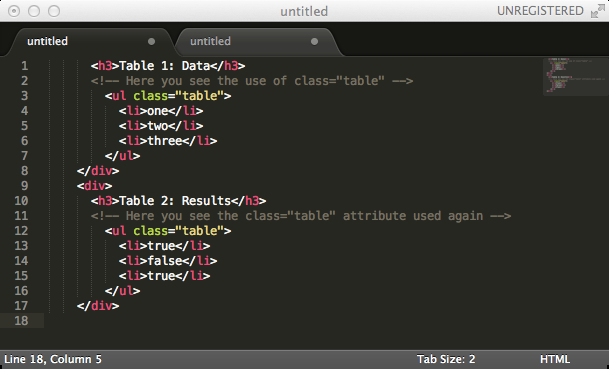 untitled
UNREGISTERED
untitled untitled
1 <h3>Table 1: Data</h3>
2 <!-- Here you see the use of class="table" -->
3 <ul class="table">
4 <li>one</li>
5 <li>two</li>
6 <li>three</li>
7 </ul>
8 </div>
9 <div>
10 <h3>Table 2: Results</h3>
11 <!-- Here you see the class="table" attribute used again -->
12 <ul class="table">
13 <li>true</li>
14 <li>false</li>
15 <li>true</li>
16 </ul>
17 </div>
18
Line 18, Column 5 Tab Size: 2 HTML